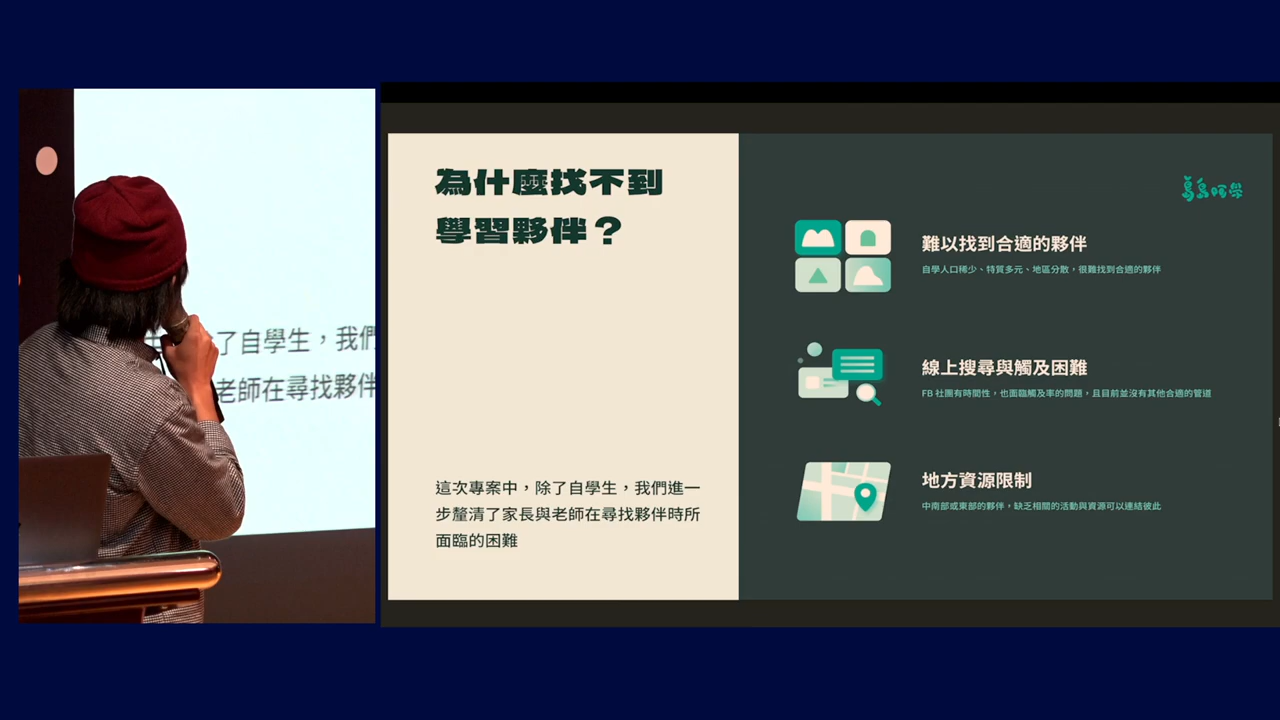 了自學生，我們
老師在尋找夥伴
為什麼找不到
學習夥伴？
這次專案中，除了自學生，我們進一
步釐清了家長與老師在尋找夥伴時所
面臨的困難
難以找到合適的夥伴
自學人口稀少、特質多元、地區分散，很難找到合適的夥伴
線上搜尋與觸及困難
FB 社團有時間性，也面臨觸及率的問題，且目前並沒有其他合適的管道
地方資源限制
中南部或東部的夥伴，缺乏相關的活動與資源可以連結彼此